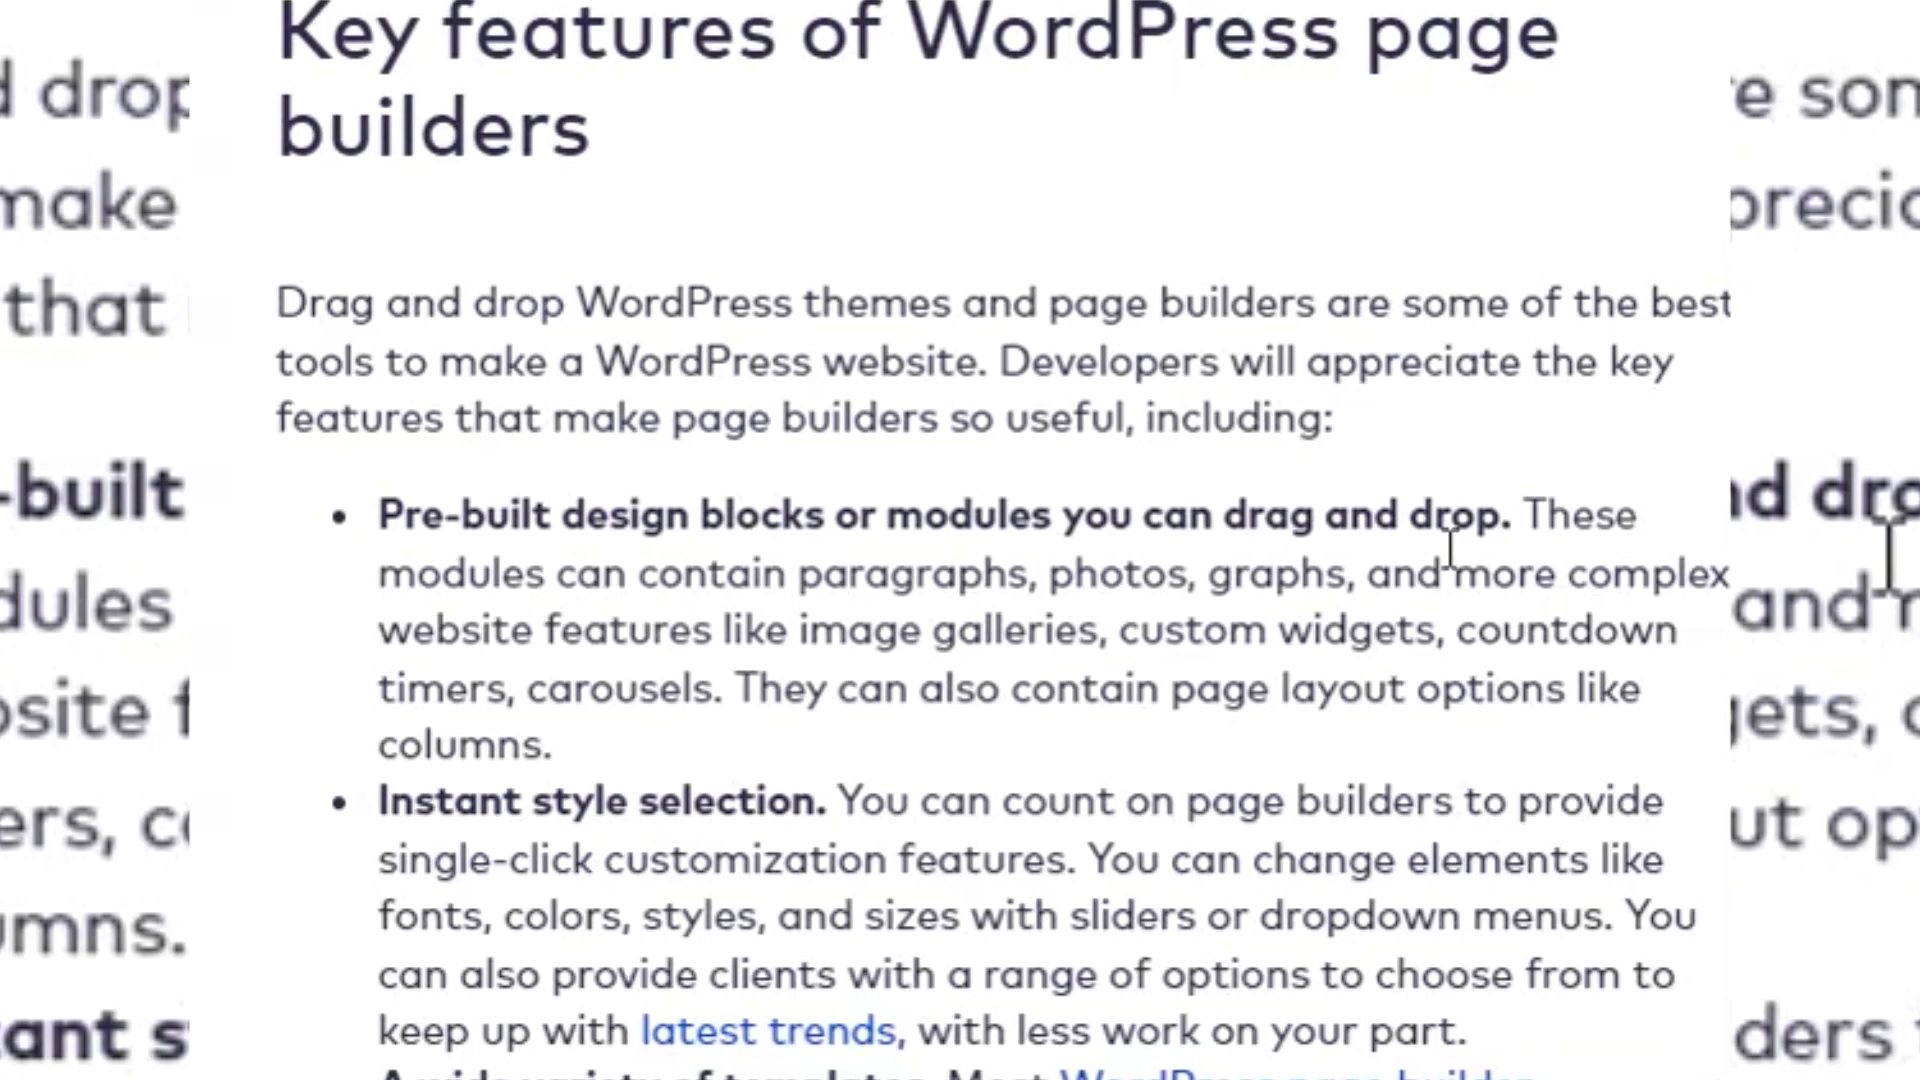 Key features of WordPress page
builders
Drag and drop WordPress themes and page builders are some of the best
tools to make a WordPress website. Developers will appreciate the key
features that make page builders so useful, including:
• Pre-built design blocks or modules you can drag and drop. These
modules can contain paragraphs, photos, graphs, and more complex
website features like image galleries, custom widgets, countdown
timers, carousels. They can also contain page layout options like
columns.
• Instant style selection. You can count on page builders to provide
single-click customization features. You can change elements like
fonts, colors, styles, and sizes with sliders or dropdown menus. You
can also provide clients with a range of options to choose from to
keep up with latest trends, with less work on your part.